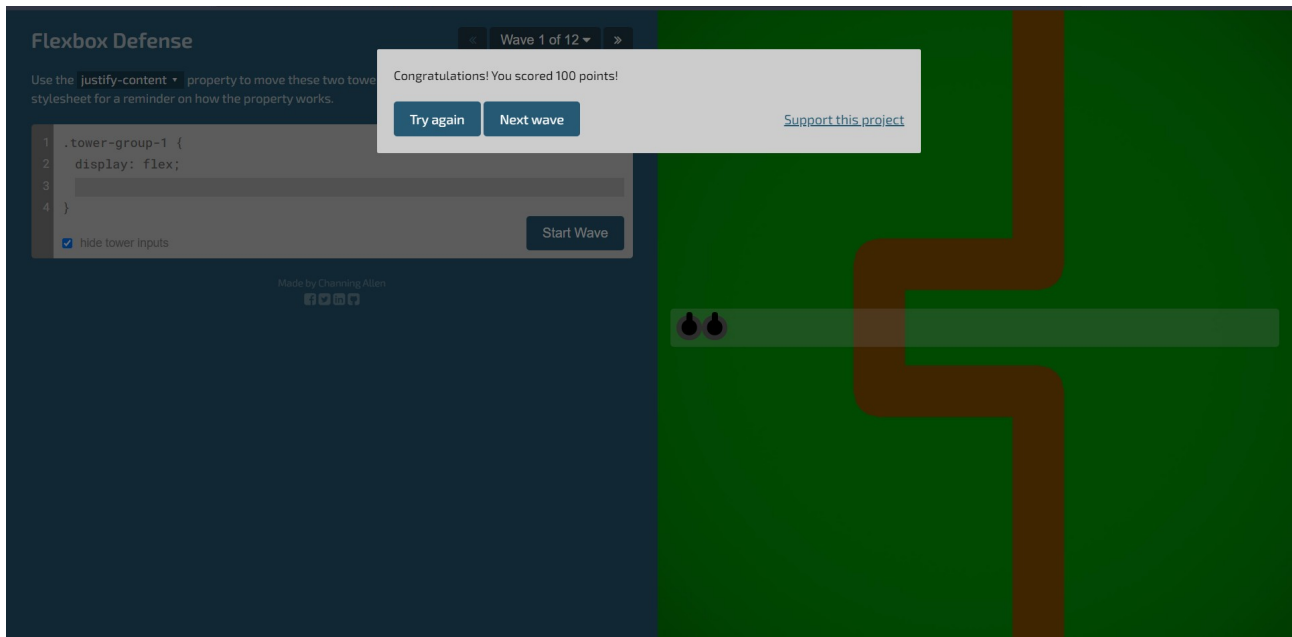 Flexbox Defense
« Wave 1 of 12 »
Use the justify-content property to move these two towe
stylesheet for a reminder on how the property works.
Congratulations! You scored 100 points!
Try again Next wave Support this project
1 .tower-group-1 {
2 display: flex;
3
4 }
hide tower inputs
Start Wave
Made by Channing Allen